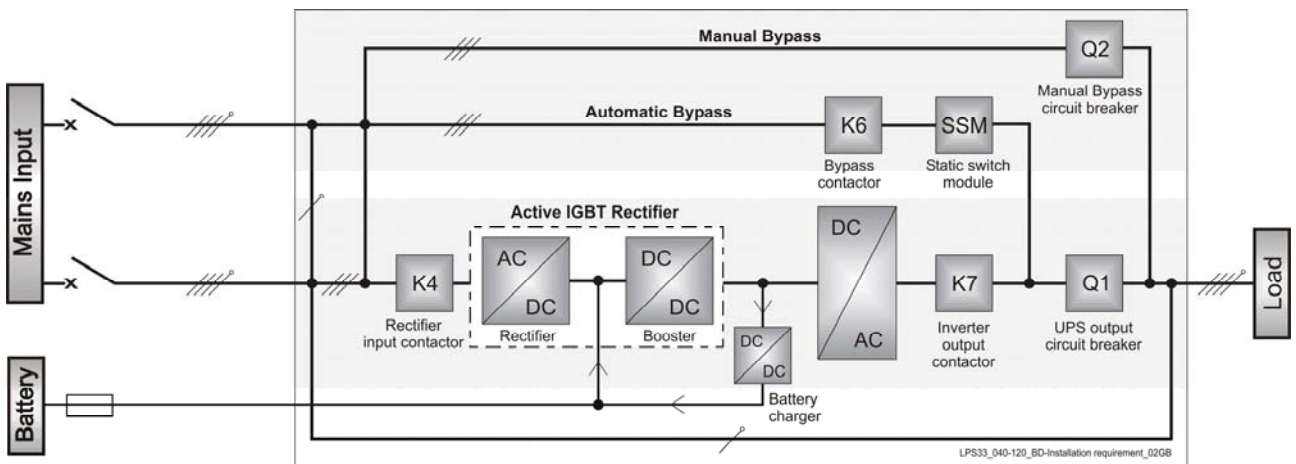 Manual Bypass
Q2
Manual Bypass
circuit breaker
Mains Input
Automatic Bypass
K6
SSM
Bypass
contactor
Static switch
module
Active IGBT Rectifier
K4
AC
DC
DC
DC
DC
AC
K7
Q1
Load
Rectifier
input contactor
Rectifier
Booster
Inverter
output
contactor
UPS output
circuit breaker
DC
DC
Battery
charger
Battery
LPS33_040-120_BD-Installation requirement_02GB